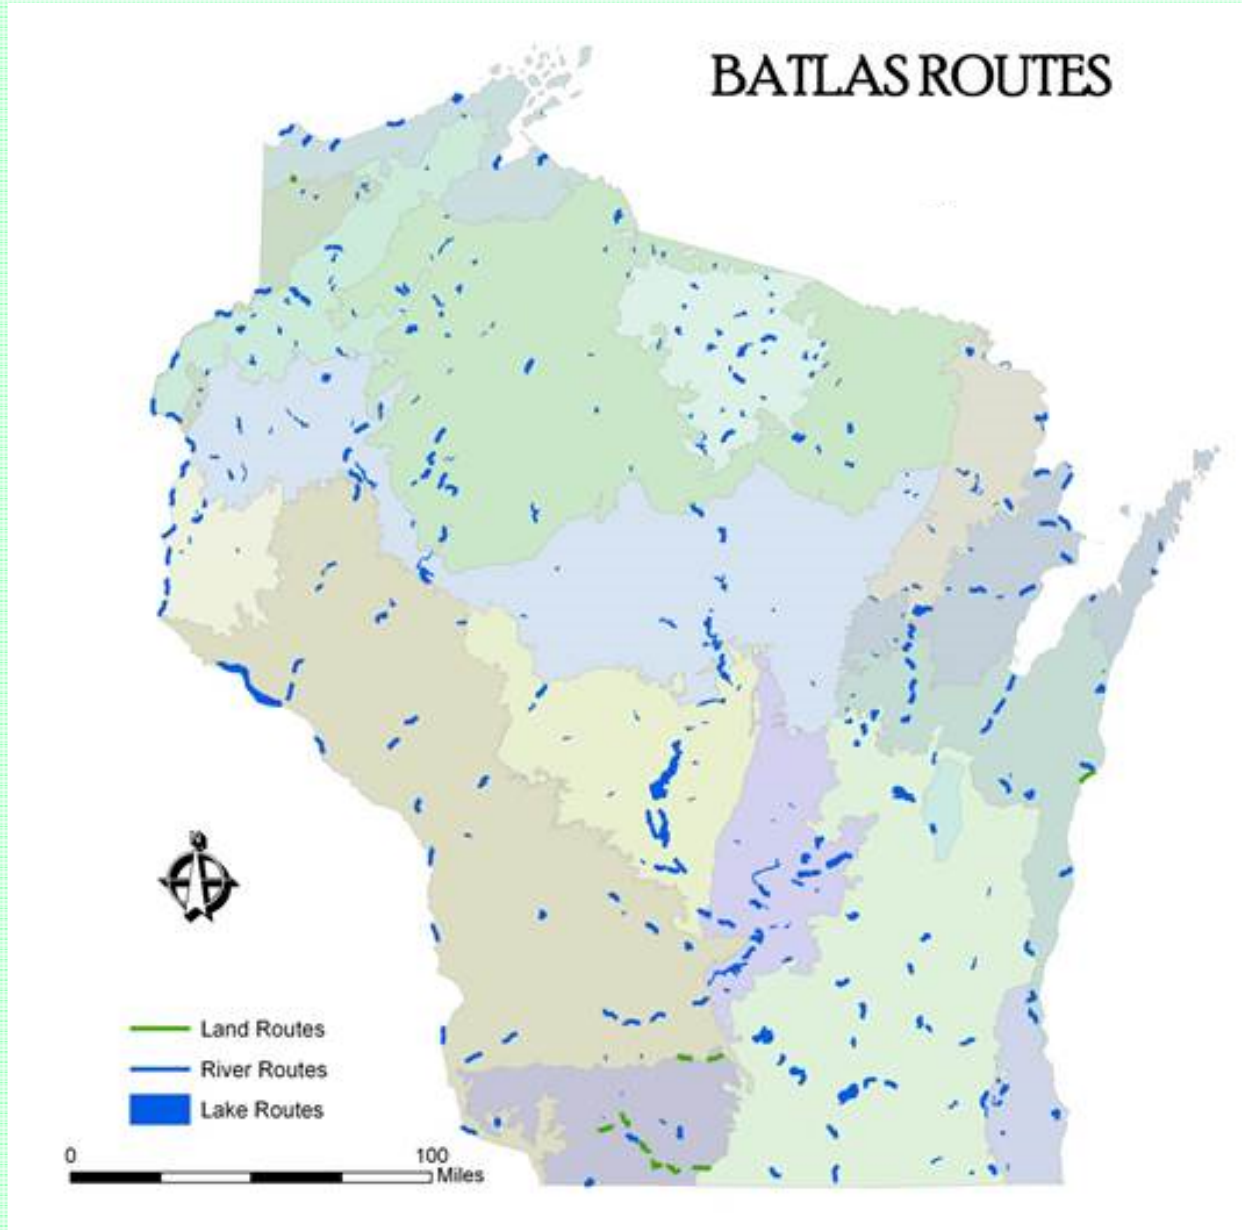 BATLAS ROUTES
N
Land Routes
River Routes
Lake Routes
0 100
Miles